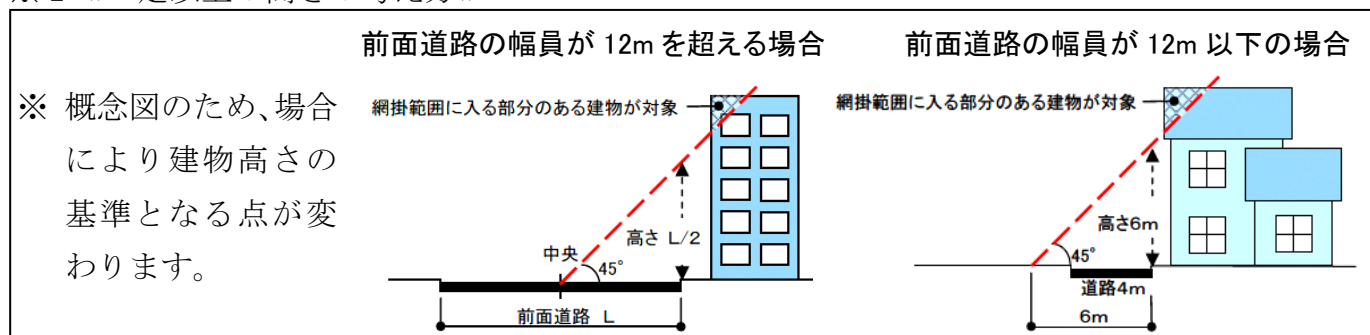 前面道路の幅員が 12m を超える場合
前面道路の幅員が 12m 以下の場合
※ 概念図のため、場合
により建物高さの
基準となる点が変
わります。
網掛範囲に入る部分のある建物が対象
高さ L/2
中央
45°
前面道路 L
網掛範囲に入る部分のある建物が対象
高さ6m
45°
道路4m
6m